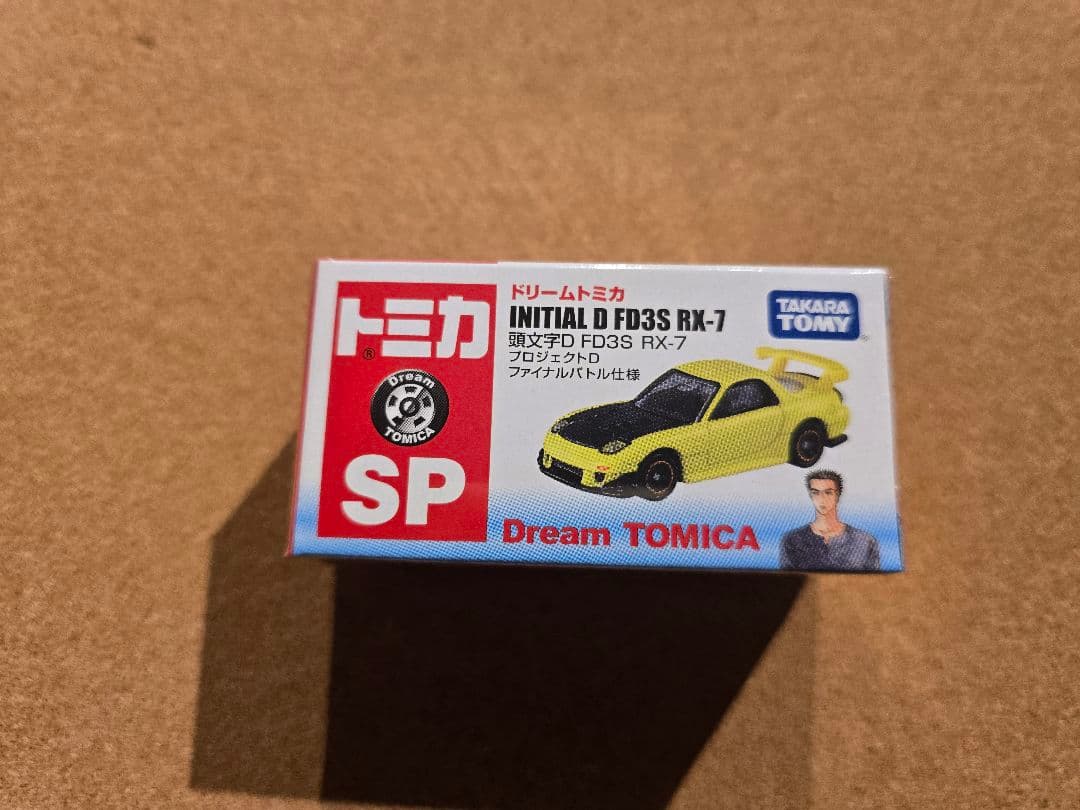 トミカ
®
Dream
TOMICA
SP
ドリームトミカ
INITIAL D FD3S RX-7
頭文字D FD3S RX-7
プロジェクトD
ファイナルバトル仕様
TAKARA
TOMY
Dream TOMICA